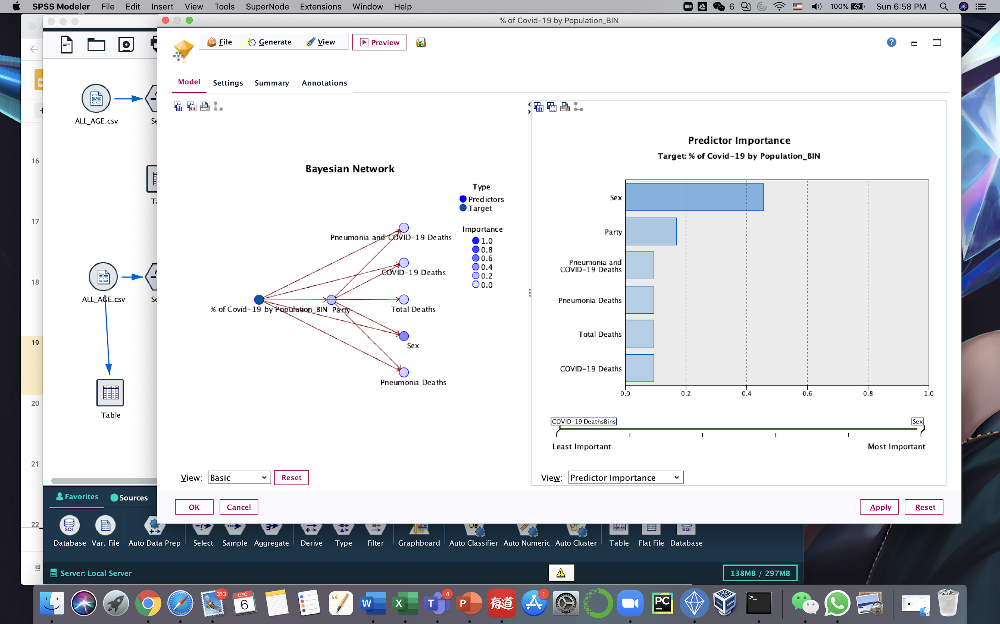 SPSS Modeler File Edit Insert View Tools SuperNode Extensions Window Help 6 100% Sun 6:58 PM
% of Covid-19 by Population_BIN
File Generate View Preview ?
Model Settings Summary Annotations
ALL_AGE.csv Se
16
17
18
19
20
21
22
Ta
ALL_AGE.csv Se
Table
Bayesian Network
Type
Predictors
Target
Importance
1.0
0.8
0.6
0.4
0.2
0.0
Pneumonia and COVID-19 Deaths
COVID-19 Deaths
% of Covid-19 by Population_BIN Party Total Deaths
Sex
Pneumonia Deaths
Predictor Importance
Target: % of Covid-19 by Population_BIN
Sex
Party
Pneumonia and
COVID-19 Deaths
Pneumonia Deaths
Total Deaths
COVID-19 Deaths
0.0 0.2 0.4 0.6 0.8 1.0
COVID-19 DeathsBins Sex
Least Important Most Important
View: Basic Reset
View: Predictor Importance
OK Cancel Apply Reset
Favorites Sources
SQL SQL
Database Var. File Auto Data Prep Select Sample Aggregate Derive Type Filter Graphboard Auto Classifier Auto Numeric Auto Cluster Table Flat File Database
Server: Local Server 138MB / 297MB
313 DEC 6 W X T 4 P 有道 1 PC >_